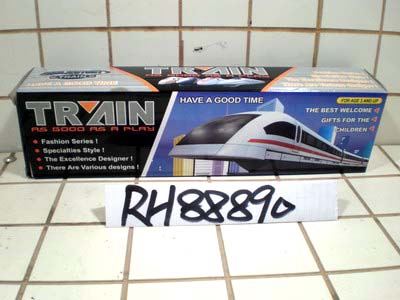 TRAIN
AS GOOD AS A PLAY
Fashion Series !
Specialties Style !
The Excellence Designer !
There Are Various designs !
HAVE A GOOD TIME
FOR AGE 3 AND UP
THE BEST WELCOME
GIFTS FOR THE
CHILDREN
RH88890